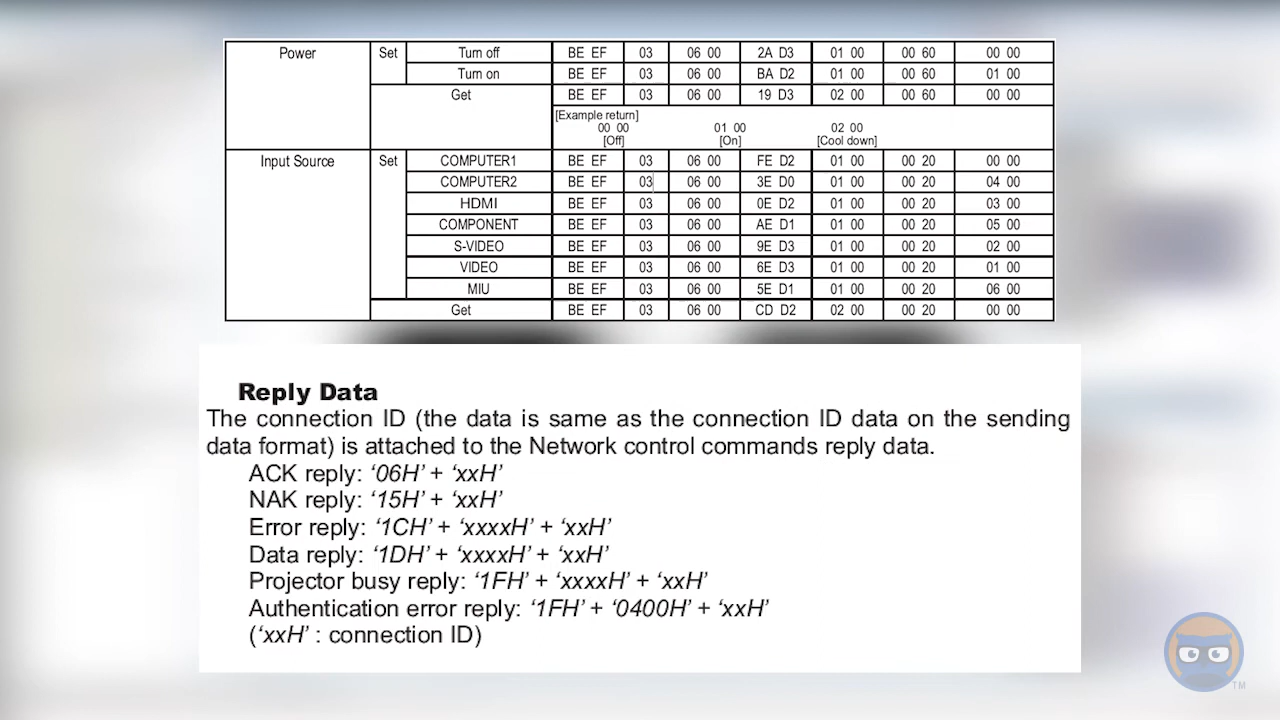 Power Set Turn off BE EF 03 06 00 2A D3 01 00 00 60 00 00
Turn on BE EF 03 06 00 BA D2 01 00 00 60 01 00
Get BE EF 03 06 00 19 D3 02 00 00 60 00 00
[Example return]
00 00 01 00 02 00
[Off] [On] [Cool down]
Input Source Set COMPUTER1 BE EF 03 06 00 FE D2 01 00 00 20 00 00
COMPUTER2 BE EF 03 06 00 3E D0 01 00 00 20 04 00
HDMI BE EF 03 06 00 0E D2 01 00 00 20 03 00
COMPONENT BE EF 03 06 00 AE D1 01 00 00 20 05 00
S-VIDEO BE EF 03 06 00 9E D3 01 00 00 20 02 00
VIDEO BE EF 03 06 00 6E D3 01 00 00 20 01 00
MIU BE EF 03 06 00 5E D1 01 00 00 20 06 00
Get BE EF 03 06 00 CD D2 02 00 00 20 00 00
Reply Data
The connection ID (the data is same as the connection ID data on the sending
data format) is attached to the Network control commands reply data.
ACK reply: ‘06H’ + ‘xxH’
NAK reply: ‘15H’ + ‘xxH’
Error reply: ‘1CH’ + ‘xxxxH’ + ‘xxH’
Data reply: ‘1DH’ + ‘xxxxH’ + ‘xxH’
Projector busy reply: ‘1FH’ + ‘xxxxH’ + ‘xxH’
Authentication error reply: ‘1FH’ + ‘0400H’ + ‘xxH’
(‘xxH’ : connection ID)
TM